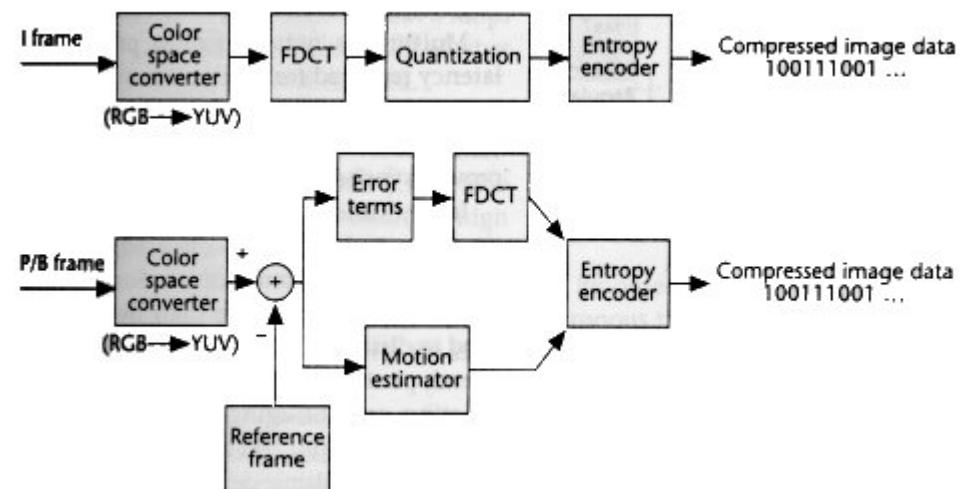 I frame
Color
space
converter
(RGB→YUV)
FDCT
Quantization
Entropy
encoder
Compressed image data
100111001 ...
P/B frame
Color
space
converter
(RGB→YUV)
+
+
−
Reference
frame
Error
terms
FDCT
Motion
estimator
Entropy
encoder
Compressed image data
100111001 ...